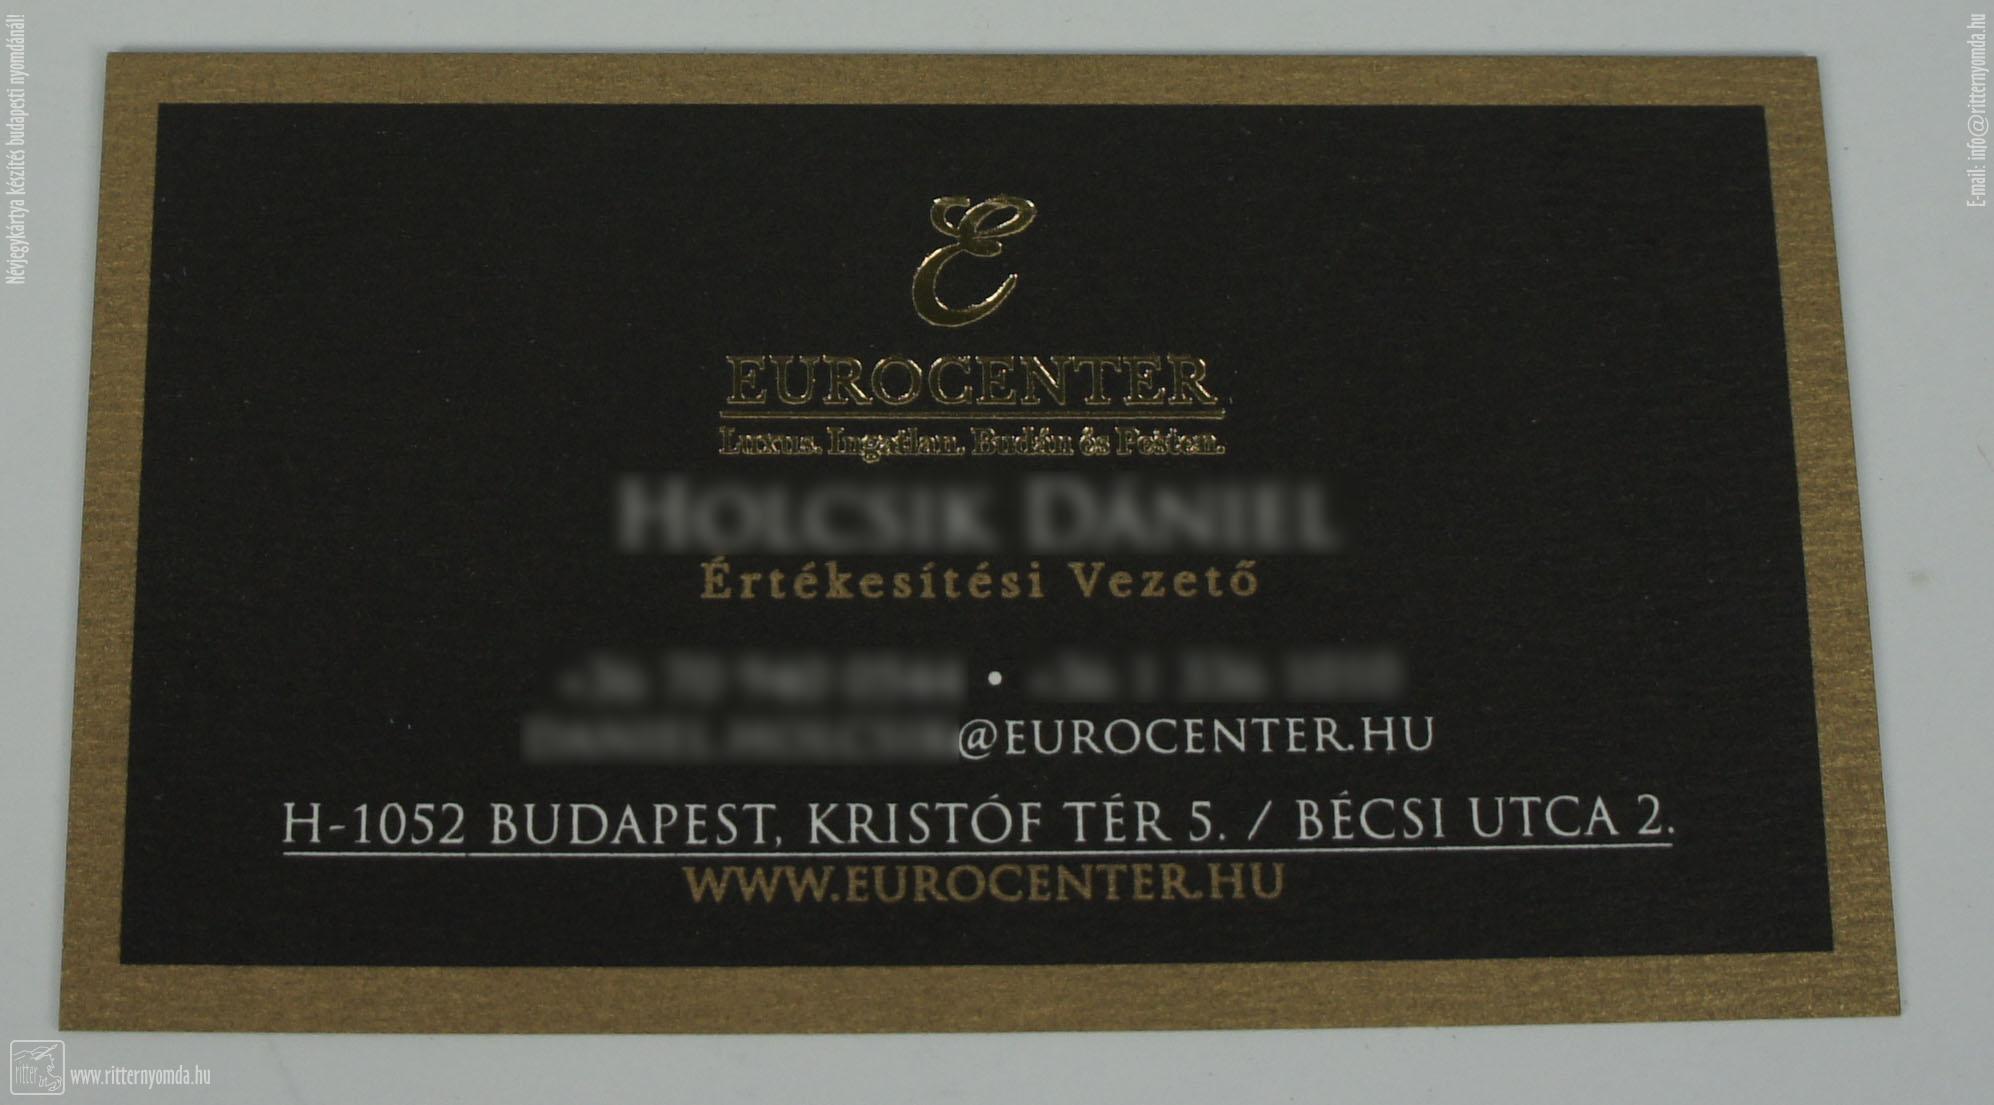 Névjegykártya készítés budapesti nyomdánál!
E-mail: info@ritternyomda.hu
E
EUROCENTER
Luxus. Ingatlan. Budán és Pesten.
Értékesítési Vezető
@EUROCENTER.HU
H-1052 BUDAPEST, KRISTÓF TÉR 5. / BÉCSI UTCA 2.
WWW.EUROCENTER.HU
ritter
www.ritternyomda.hu